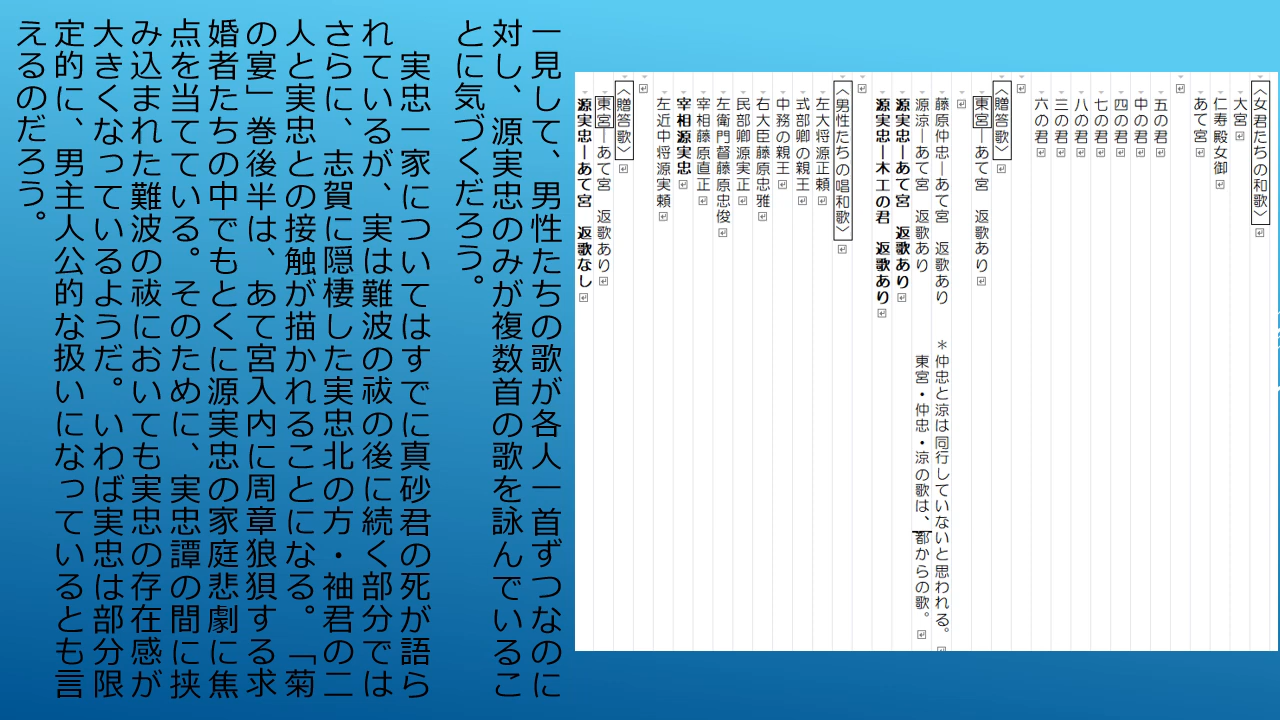 〈女君たちの和歌〉
大宮
仁寿殿女御
あて宮
五の君
中の君
四の君
七の君
八の君
三の君
六の君
〈贈答歌〉
東宮―あて宮　返歌あり
藤原仲忠―あて宮　返歌あり　＊仲忠と涼は同行していないと思われる。
源涼―あて宮　返歌あり　東宮・仲忠・涼の歌は、都からの歌。
源実忠―あて宮　返歌あり
源実忠―木工の君　返歌あり
〈男性たちの唱和歌〉
左大将源正頼
式部卿の親王
中務の親王
右大臣藤原忠雅
民部卿源実正
左衛門督藤原忠俊
宰相藤原直正
宰相源実忠
左近中将源実頼
〈贈答歌〉
東宮―あて宮　返歌あり
源実忠―あて宮　返歌なし
一見して、男性たちの歌が各人一首ずつなのに
対し、源実忠のみが複数首の歌を詠んでいるこ
とに気づくだろう。
　実忠一家についてはすでに真砂君の死が語ら
れているが、実は難波の祓の後に続く部分では
さらに、志賀に隠棲した実忠北の方・袖君の二
人と実忠との接触が描かれることになる。「菊
の宴」巻後半は、あて宮入内に周章狼狽する求
婚者たちの中でもとくに源実忠の家庭悲劇に焦
点を当てている。そのために、実忠譚の間に挟
み込まれた難波の祓においても実忠の存在感が
大きくなっているようだ。いわば実忠は部分限
定的に、男主人公的な扱いになっているとも言
えるのだろう。